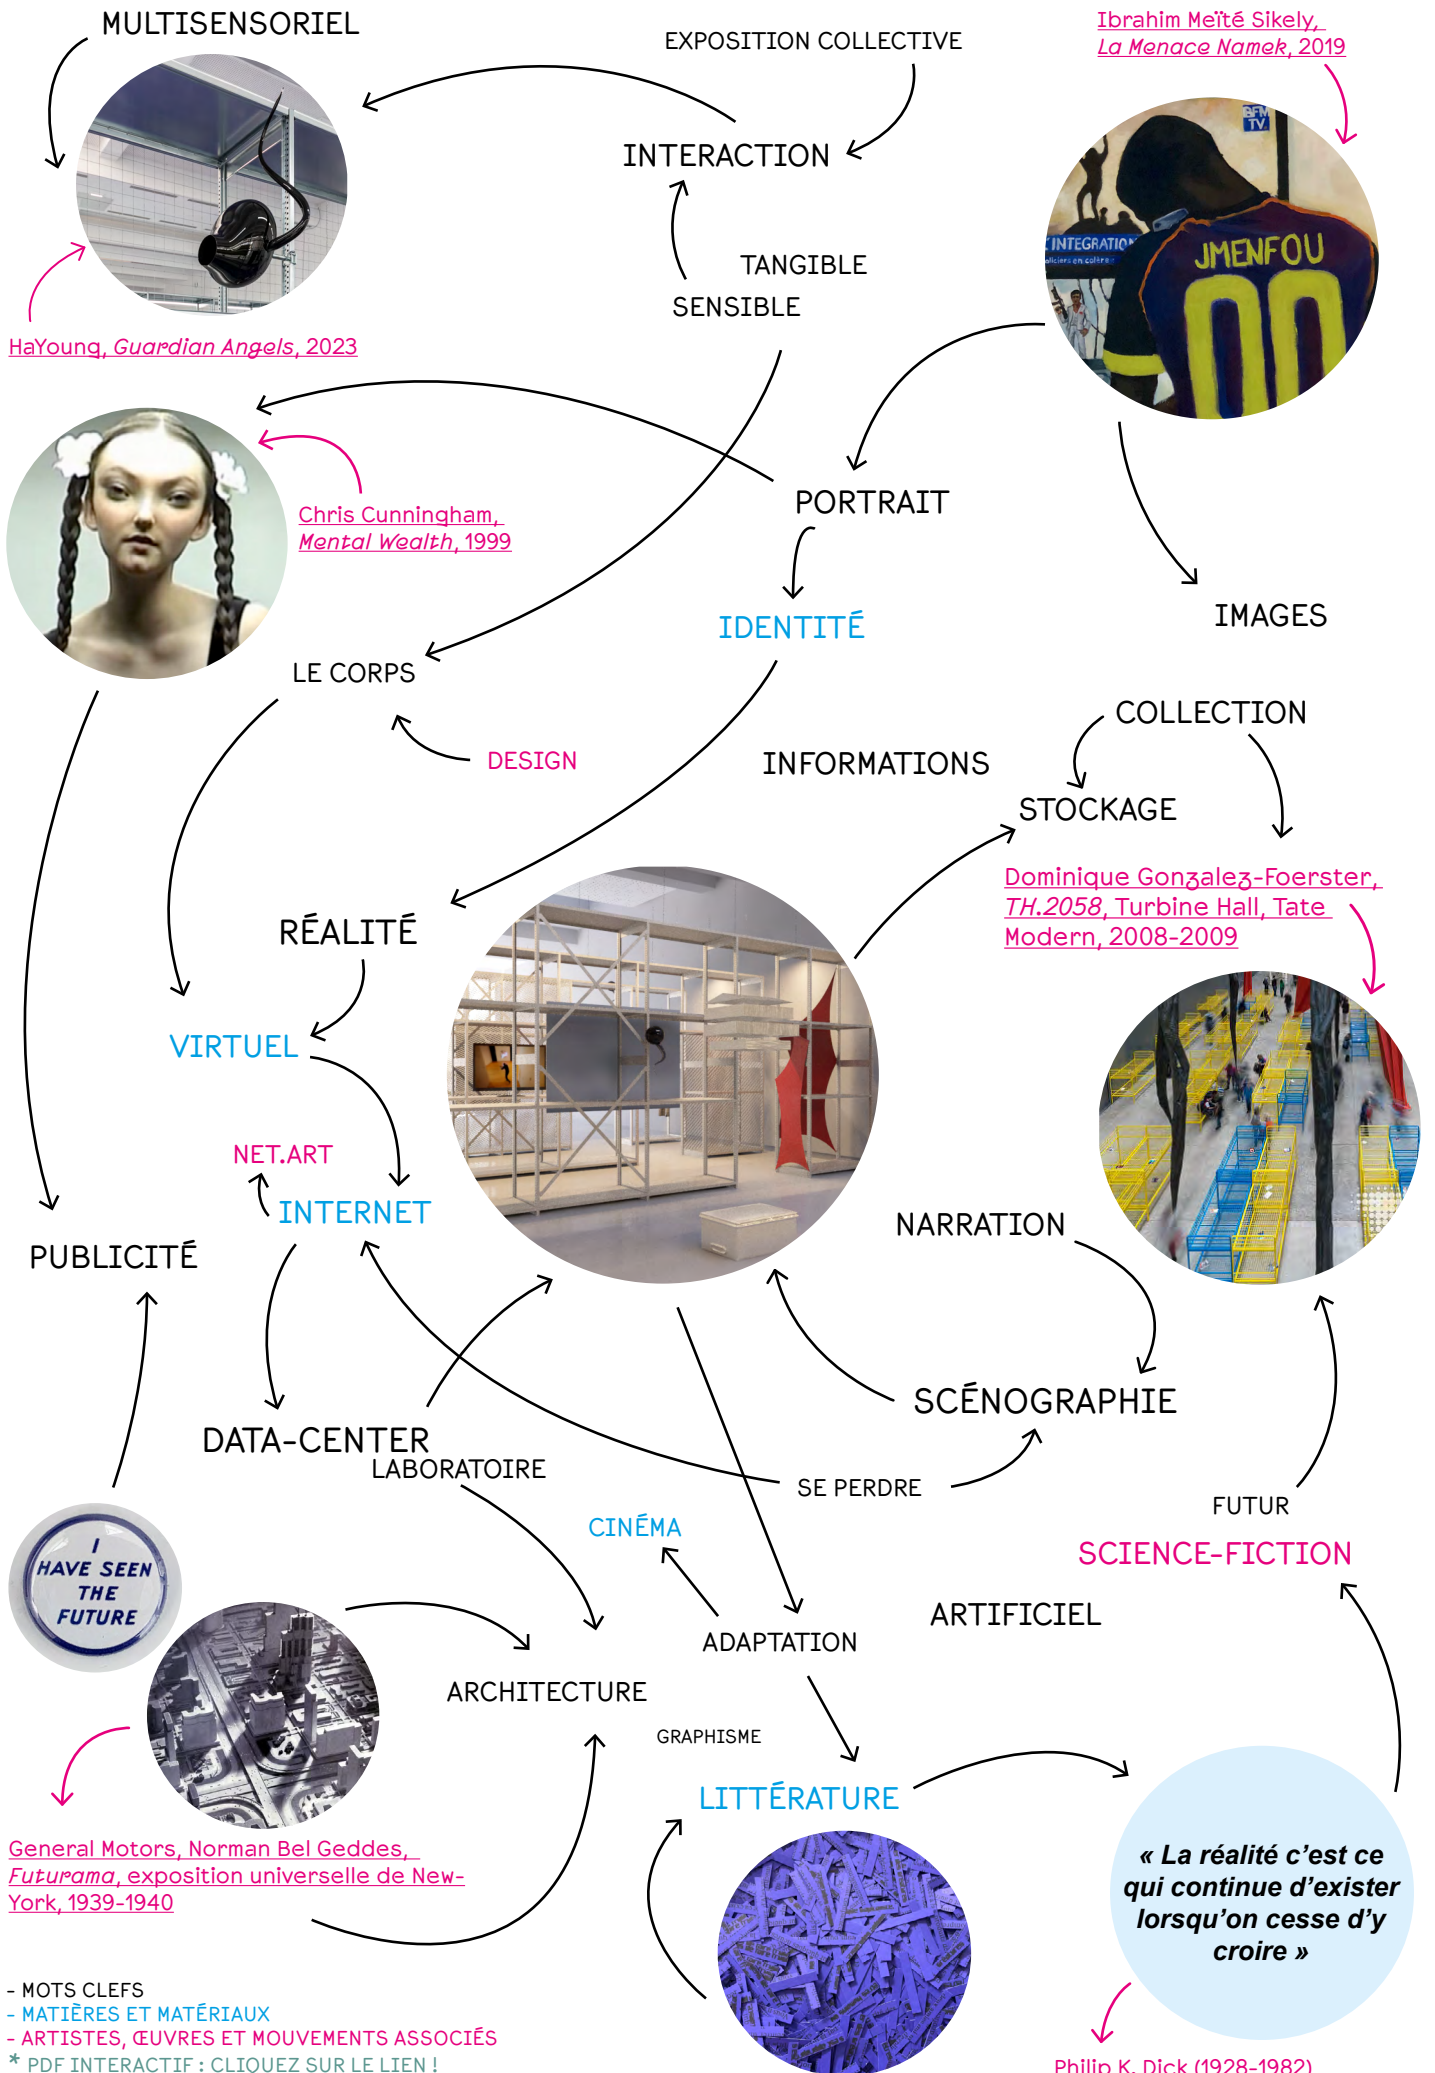 MULTISENSORIEL
EXPOSITION COLLECTIVE
Ibrahim Meïté Sikely,
La Menace Namek, 2019
BFM
TV.
INTERACTION
INTEGRATION
JMENFOU
00
TANGIBLE
SENSIBLE
HaYoung, Guardian Angels, 2023
Chris Cunningham,
Mental Wealth, 1999
PORTRAIT
IDENTITÉ
IMAGES
LE CORPS
DESIGN
INFORMATIONS
COLLECTION
STOCKAGE
Dominique Gonzalez-Foerster,
TH.2058, Turbine Hall, Tate
Modern, 2008-2009
RÉALITÉ
VIRTUEL
NET.ART
INTERNET
PUBLICITÉ
NARRATION
SCÉNOGRAPHIE
DATA-CENTER
LABORATOIRE
SE PERDRE
FUTUR
SCIENCE-FICTION
CINÉMA
I
HAVE SEEN
THE
FUTURE
ADAPTATION
ARTIFICIEL
ARCHITECTURE
GRAPHISME
LITTÉRATURE
General Motors, Norman Bel Geddes,
Futurama, exposition universelle de New-
York, 1939-1940
« La réalité c’est ce
qui continue d’exister
lorsqu’on cesse d’y
croire »
- MOTS CLEFS
- MATIÈRES ET MATÉRIAUX
- ARTISTES, ŒUVRES ET MOUVEMENTS ASSOCIÉS
* PDF INTERACTIF : CLIQUEZ SUR LE LIEN !
Philip K. Dick (1928-1982)